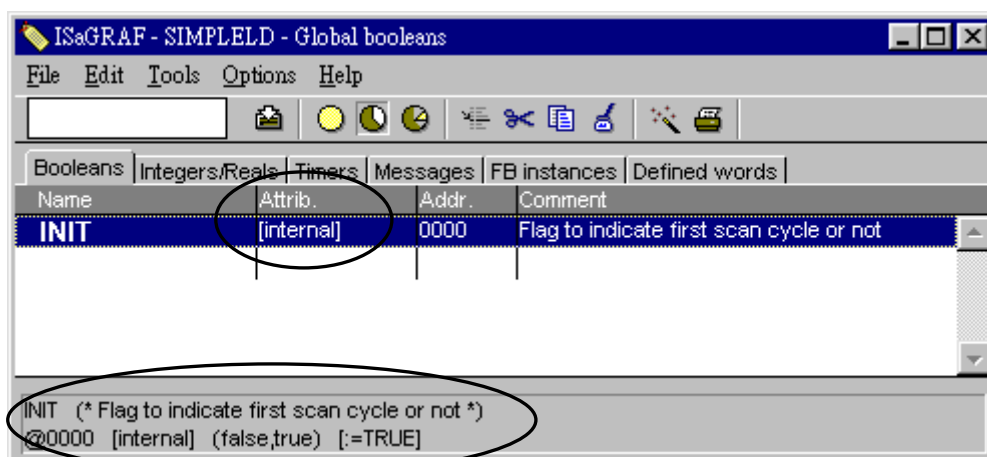 ISaGRAF - SIMPLELD - Global booleans
File Edit Tools Options Help
Booleans Integers/Reals Timers Messages FB instances Defined words
Name Attrib. Addr. Comment
INIT [internal] 0000 Flag to indicate first scan cycle or not
INIT (* Flag to indicate first scan cycle or not *)
@0000 [internal] (false,true) [:=TRUE]